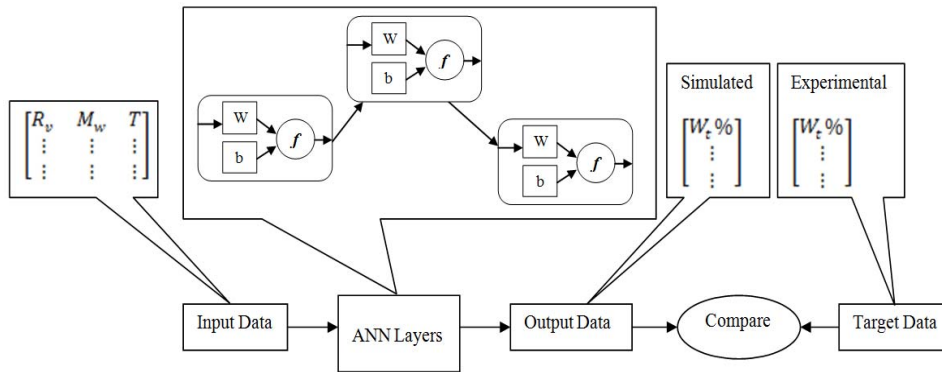 W
b
f
W
b
f
W
b
f
Simulated
Experimental
[R_v M_w T]
⋮ ⋮ ⋮
⋮ ⋮ ⋮
[W_t %]
⋮
⋮
[W_t %]
⋮
⋮
Input Data
ANN Layers
Output Data
Compare
Target Data